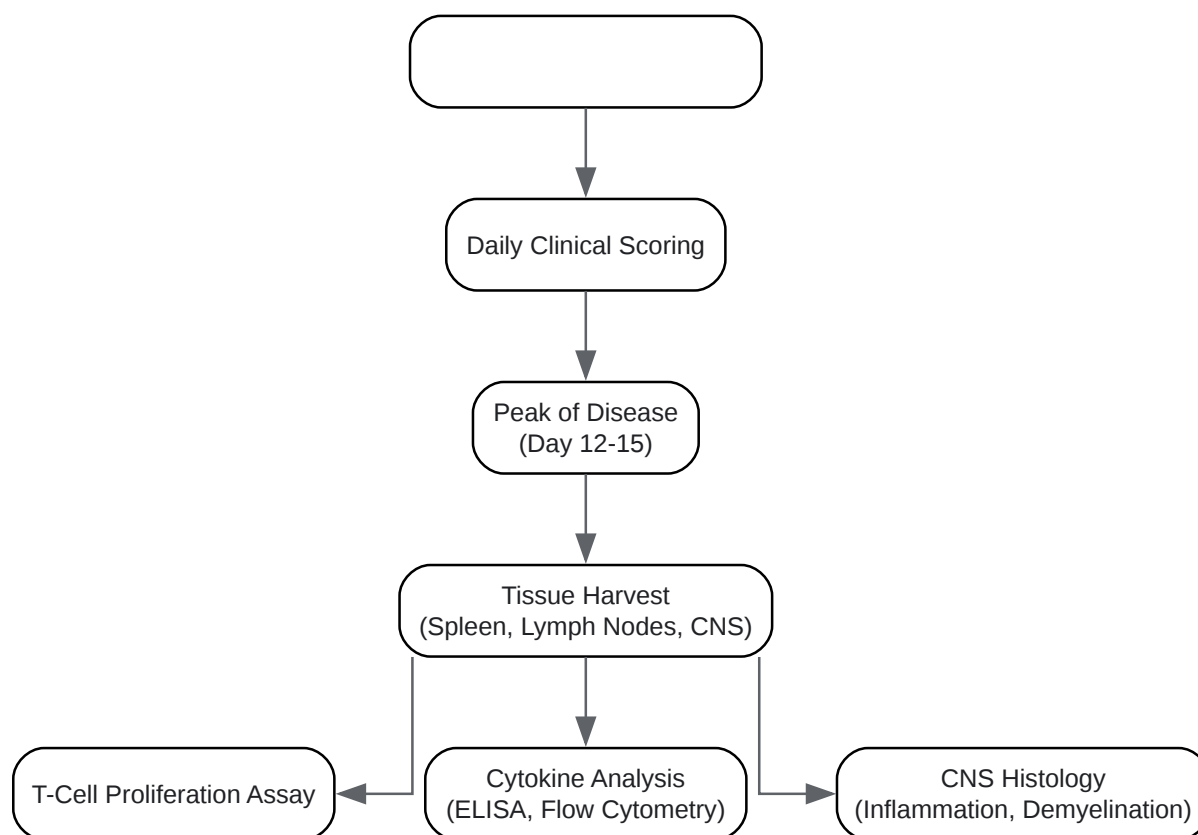 Daily Clinical Scoring
Peak of Disease
(Day 12-15)
Tissue Harvest
(Spleen, Lymph Nodes, CNS)
T-Cell Proliferation Assay
Cytokine Analysis
(ELISA, Flow Cytometry)
CNS Histology
(Inflammation, Demyelination)